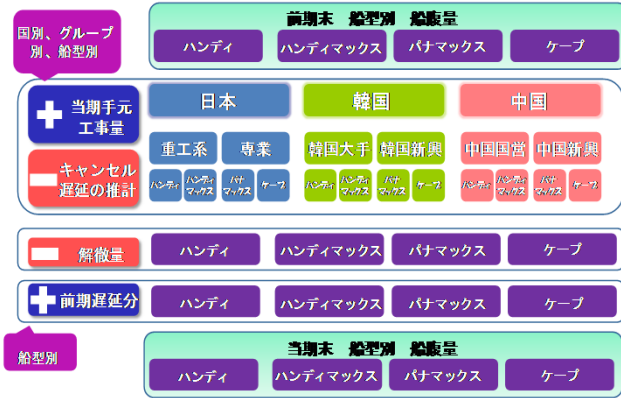 前期末 船型別 船腹量
国別、グループ
別、船型別
ハンディ ハンディマックス パナマックス ケープ
+ 当期手元
工事量
日本 韓国 中国
重工系 専業 韓国大手 韓国新興 中国国営 中国新興
− キャンセル
遅延の推計
ハンディ ハンディ
マックス パナ
マックス ケープ ハンディ ハンディ
マックス パナ
マックス ケープ ハンディ ハンディ
マックス パナ
マックス ケープ
− 解徹量 ハンディ ハンディマックス パナマックス ケープ
+ 前期遅延分 ハンディ ハンディマックス パナマックス ケープ
船型別
当期末 船型別 船腹量
ハンディ ハンディマックス パナマックス ケープ